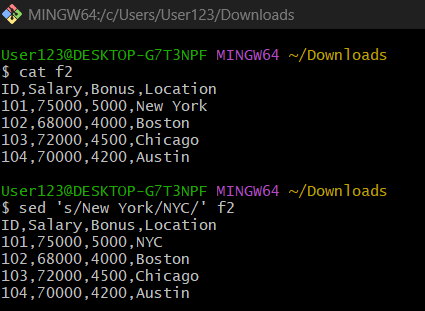 MINGW64:/c/Users/User123/Downloads
User123@DESKTOP-G7T3NPF MINGW64 ~/Downloads
$ cat f2
ID,Salary,Bonus,Location
101,75000,5000,New York
102,68000,4000,Boston
103,72000,4500,Chicago
104,70000,4200,Austin
User123@DESKTOP-G7T3NPF MINGW64 ~/Downloads
$ sed 's/New York/NYC/' f2
ID,Salary,Bonus,Location
101,75000,5000,NYC
102,68000,4000,Boston
103,72000,4500,Chicago
104,70000,4200,Austin